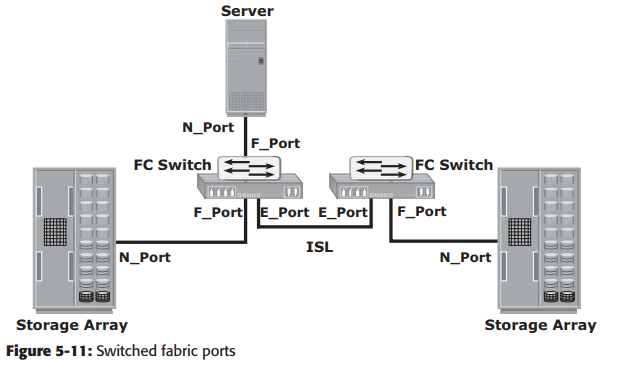 Server
N_Port
F_Port
FC Switch
FC Switch
F_Port
E_Port
E_Port
F_Port
ISL
N_Port
N_Port
Storage Array
Storage Array
Figure 5-11: Switched fabric ports